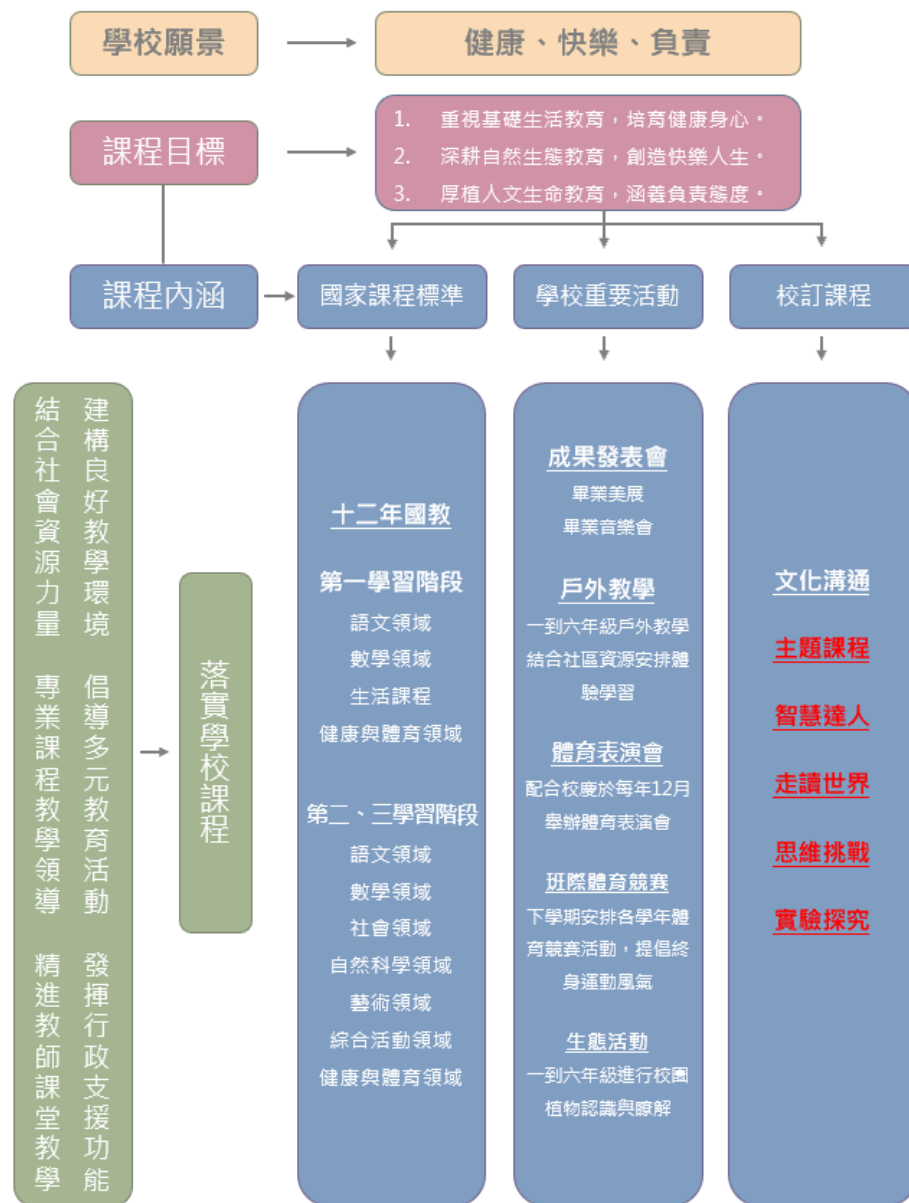 學校願景
健康、快樂、負責
課程目標
1. 重視基礎生活教育，培育健康身心。
2. 深耕自然生態教育，創造快樂人生。
3. 厚植人文生命教育，涵善負責態度。
課程內涵
國家課程標準
學校重要活動
校訂課程
建構良好教學環境 倡導多元教育活動 發揮行政支援功能
結合社會資源力量 專業課程教學領導 精進教師課堂教學
落實學校課程
十二年國教
第一學習階段
語文領域
數學領域
生活課程
健康與體育領域
第二、三學習階段
語文領域
數學領域
社會領域
自然科學領域
藝術領域
綜合活動領域
健康與體育領域
成果發表會
畢業美展
畢業音樂會
戶外教學
一到六年級戶外教學
結合社區資源安排體
驗學習
體育表演會
配合校慶於每年12月
舉辦體育表演會
班際體育競賽
下學期安排各學年體
育競賽活動，提倡終
身運動風氣
生態活動
一到六年級進行校園
植物認識與瞭解
文化溝通
主題課程
智慧達人
走讀世界
思維挑戰
實驗探究